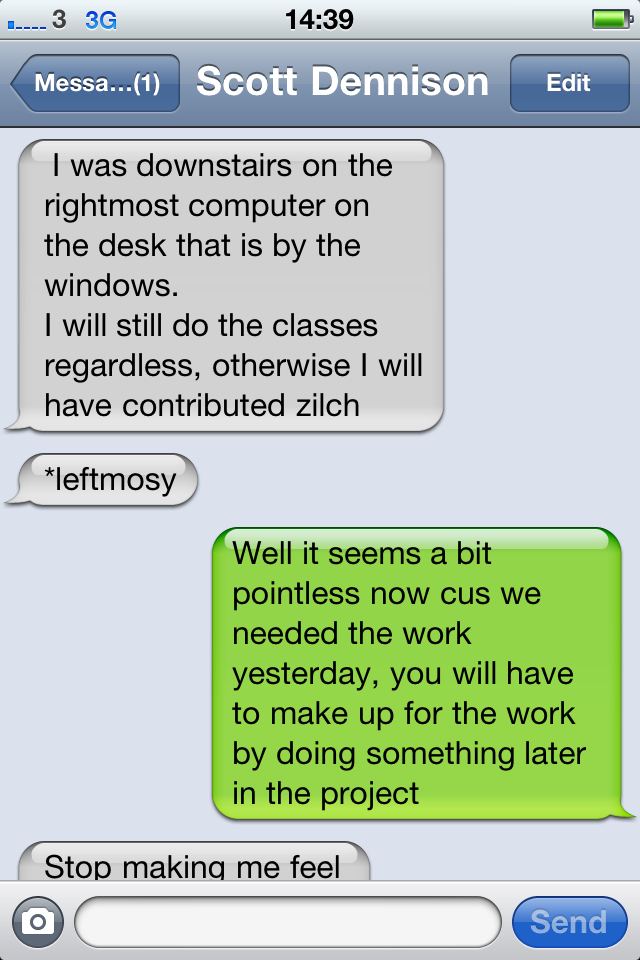 3 3G 14:39
Messa...(1) Scott Dennison Edit
I was downstairs on the
rightmost computer on
the desk that is by the
windows.
I will still do the classes
regardless, otherwise I will
have contributed zilch
*leftmosy
Well it seems a bit
pointless now cus we
needed the work
yesterday, you will have
to make up for the work
by doing something later
in the project
Stop making me feel
Send